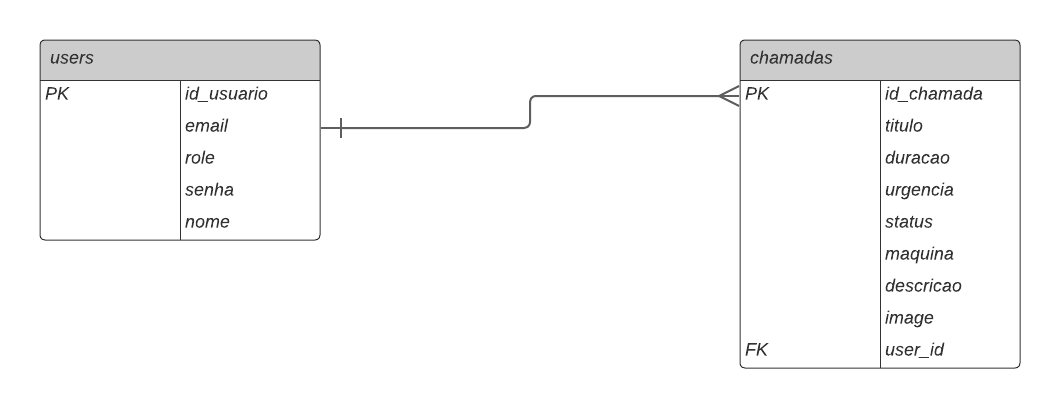 users
PK id_usuario
email
role
senha
nome
chamadas
PK id_chamada
titulo
duracao
urgencia
status
maquina
descricao
image
FK user_id